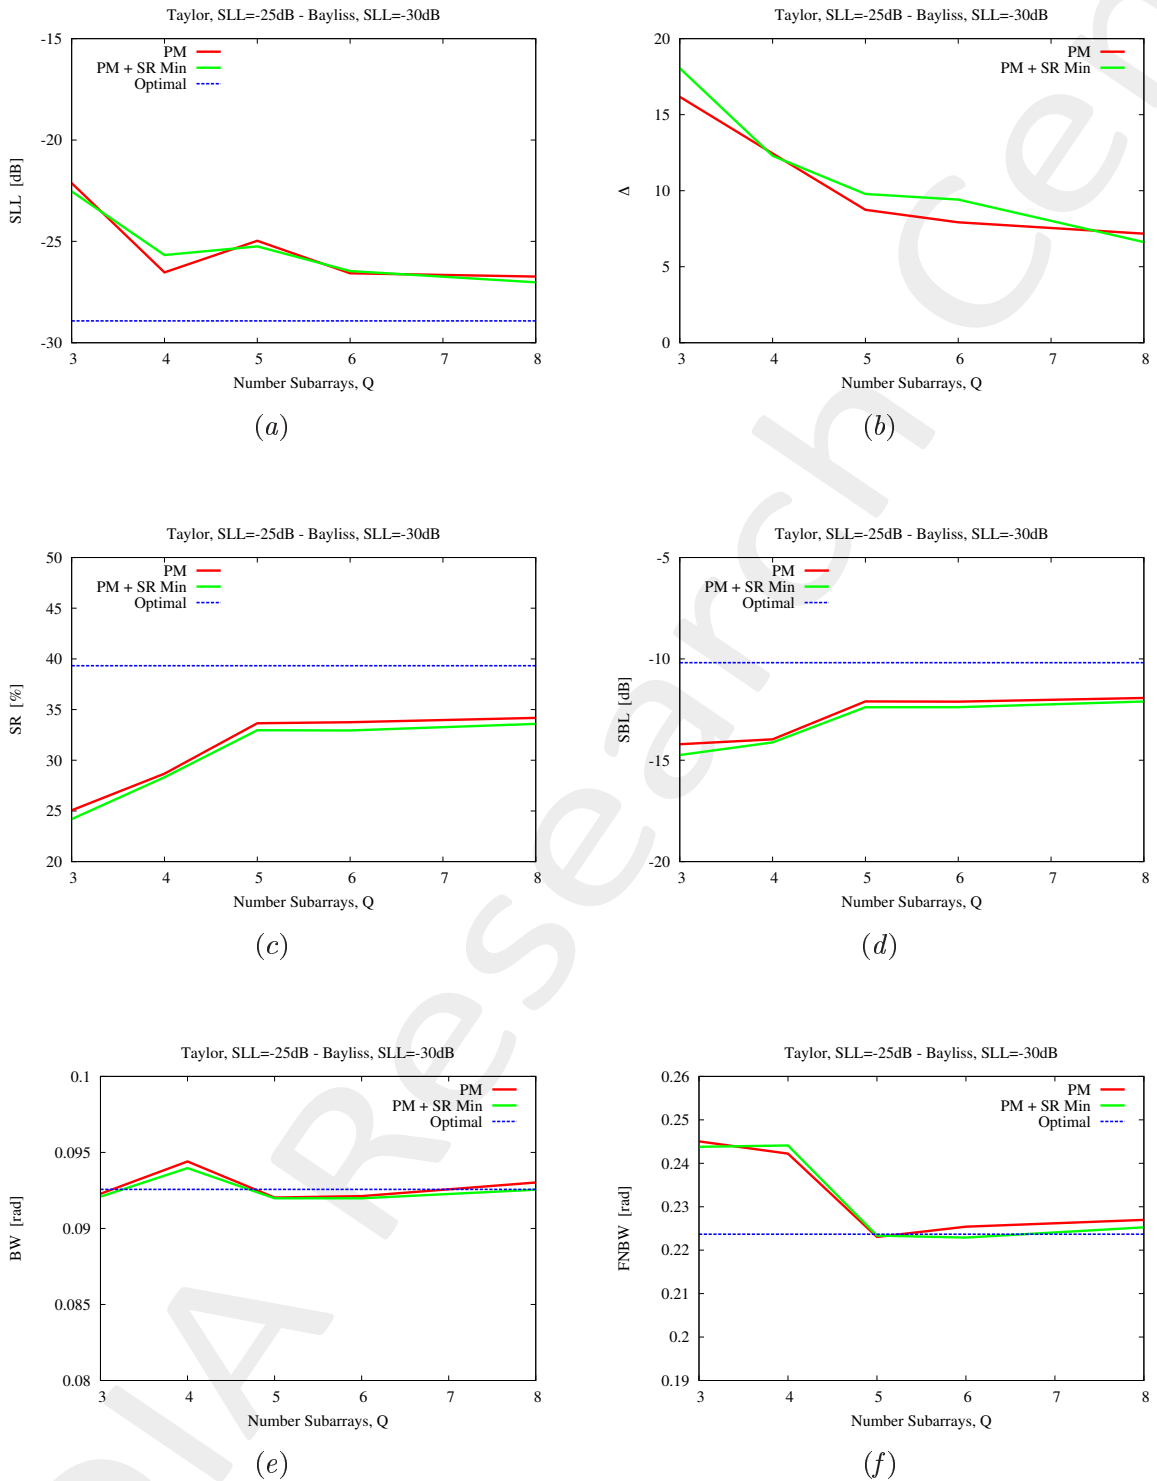 Taylor, SLL=-25dB - Bayliss, SLL=-30dB
-15
-20
-25
-30
SLL [dB]
PM
PM + SR Min
Optimal
3 4 5 6 7 8
Number Subarrays, Q
(a)
Taylor, SLL=-25dB - Bayliss, SLL=-30dB
20
15
10
5
0
Δ
PM
PM + SR Min
3 4 5 6 7 8
Number Subarrays, Q
(b)
Taylor, SLL=-25dB - Bayliss, SLL=-30dB
50
45
40
35
30
25
20
SR [%]
PM
PM + SR Min
Optimal
3 4 5 6 7 8
Number Subarrays, Q
(c)
Taylor, SLL=-25dB - Bayliss, SLL=-30dB
-5
-10
-15
-20
SBL [dB]
PM
PM + SR Min
Optimal
3 4 5 6 7 8
Number Subarrays, Q
(d)
Taylor, SLL=-25dB - Bayliss, SLL=-30dB
0.1
0.095
0.09
0.085
0.08
BW [rad]
PM
PM + SR Min
Optimal
3 4 5 6 7 8
Number Subarrays, Q
(e)
Taylor, SLL=-25dB - Bayliss, SLL=-30dB
0.26
0.25
0.24
0.23
0.22
0.21
0.2
0.19
FNBW [rad]
PM
PM + SR Min
Optimal
3 4 5 6 7 8
Number Subarrays, Q
(f)
DIA Research Cen